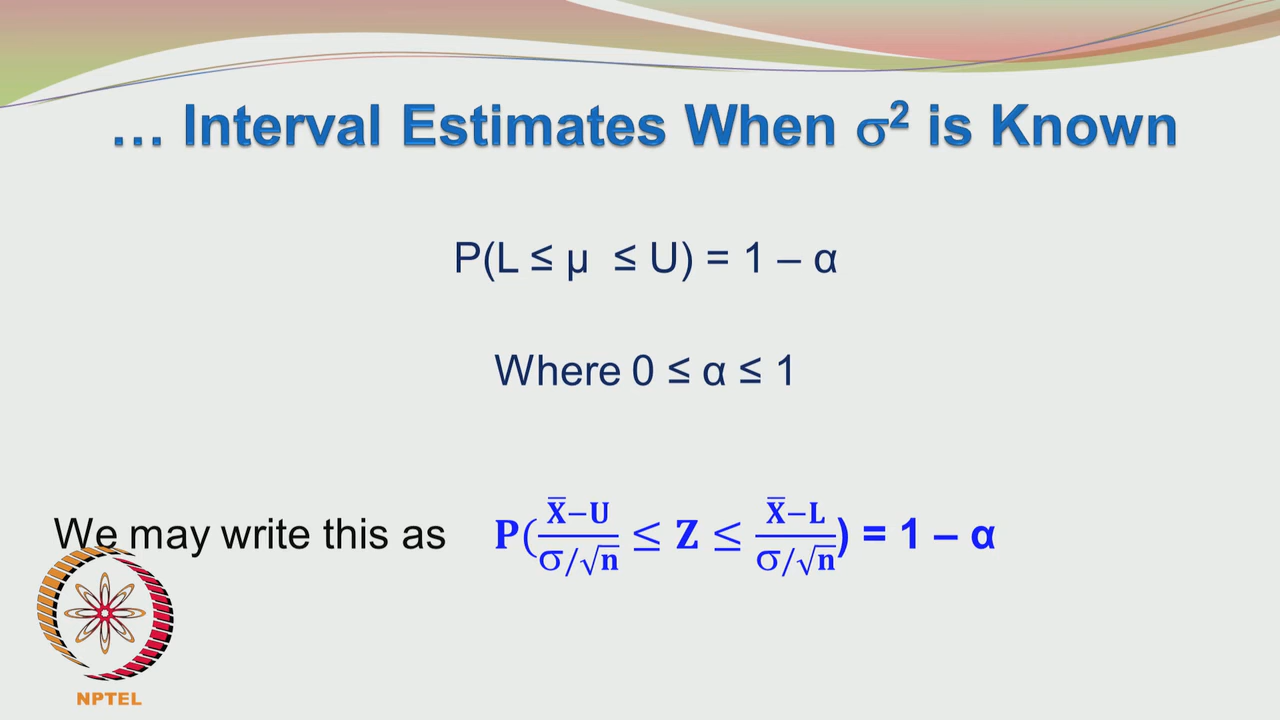 … Interval Estimates When σ² is Known
P(L ≤ μ ≤ U) = 1 – α
Where 0 ≤ α ≤ 1
We may write this as P( (X̅−U)/(σ/√n) ≤ Z ≤ (X̅−L)/(σ/√n) ) = 1 – α
NPTEL